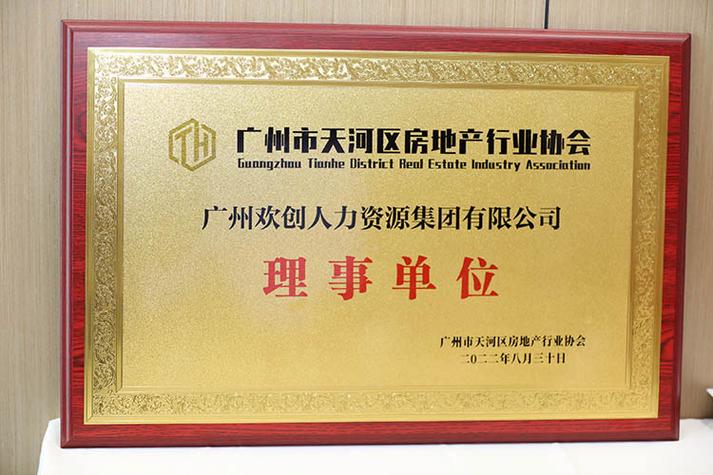 TH
广州市天河区房地产行业协会
Guangzhou Tianhe District Real Estate Industry Association
广州欢创人力资源集团有限公司
理事单位
广州市天河区房地产行业协会
二〇二二年八月三十日